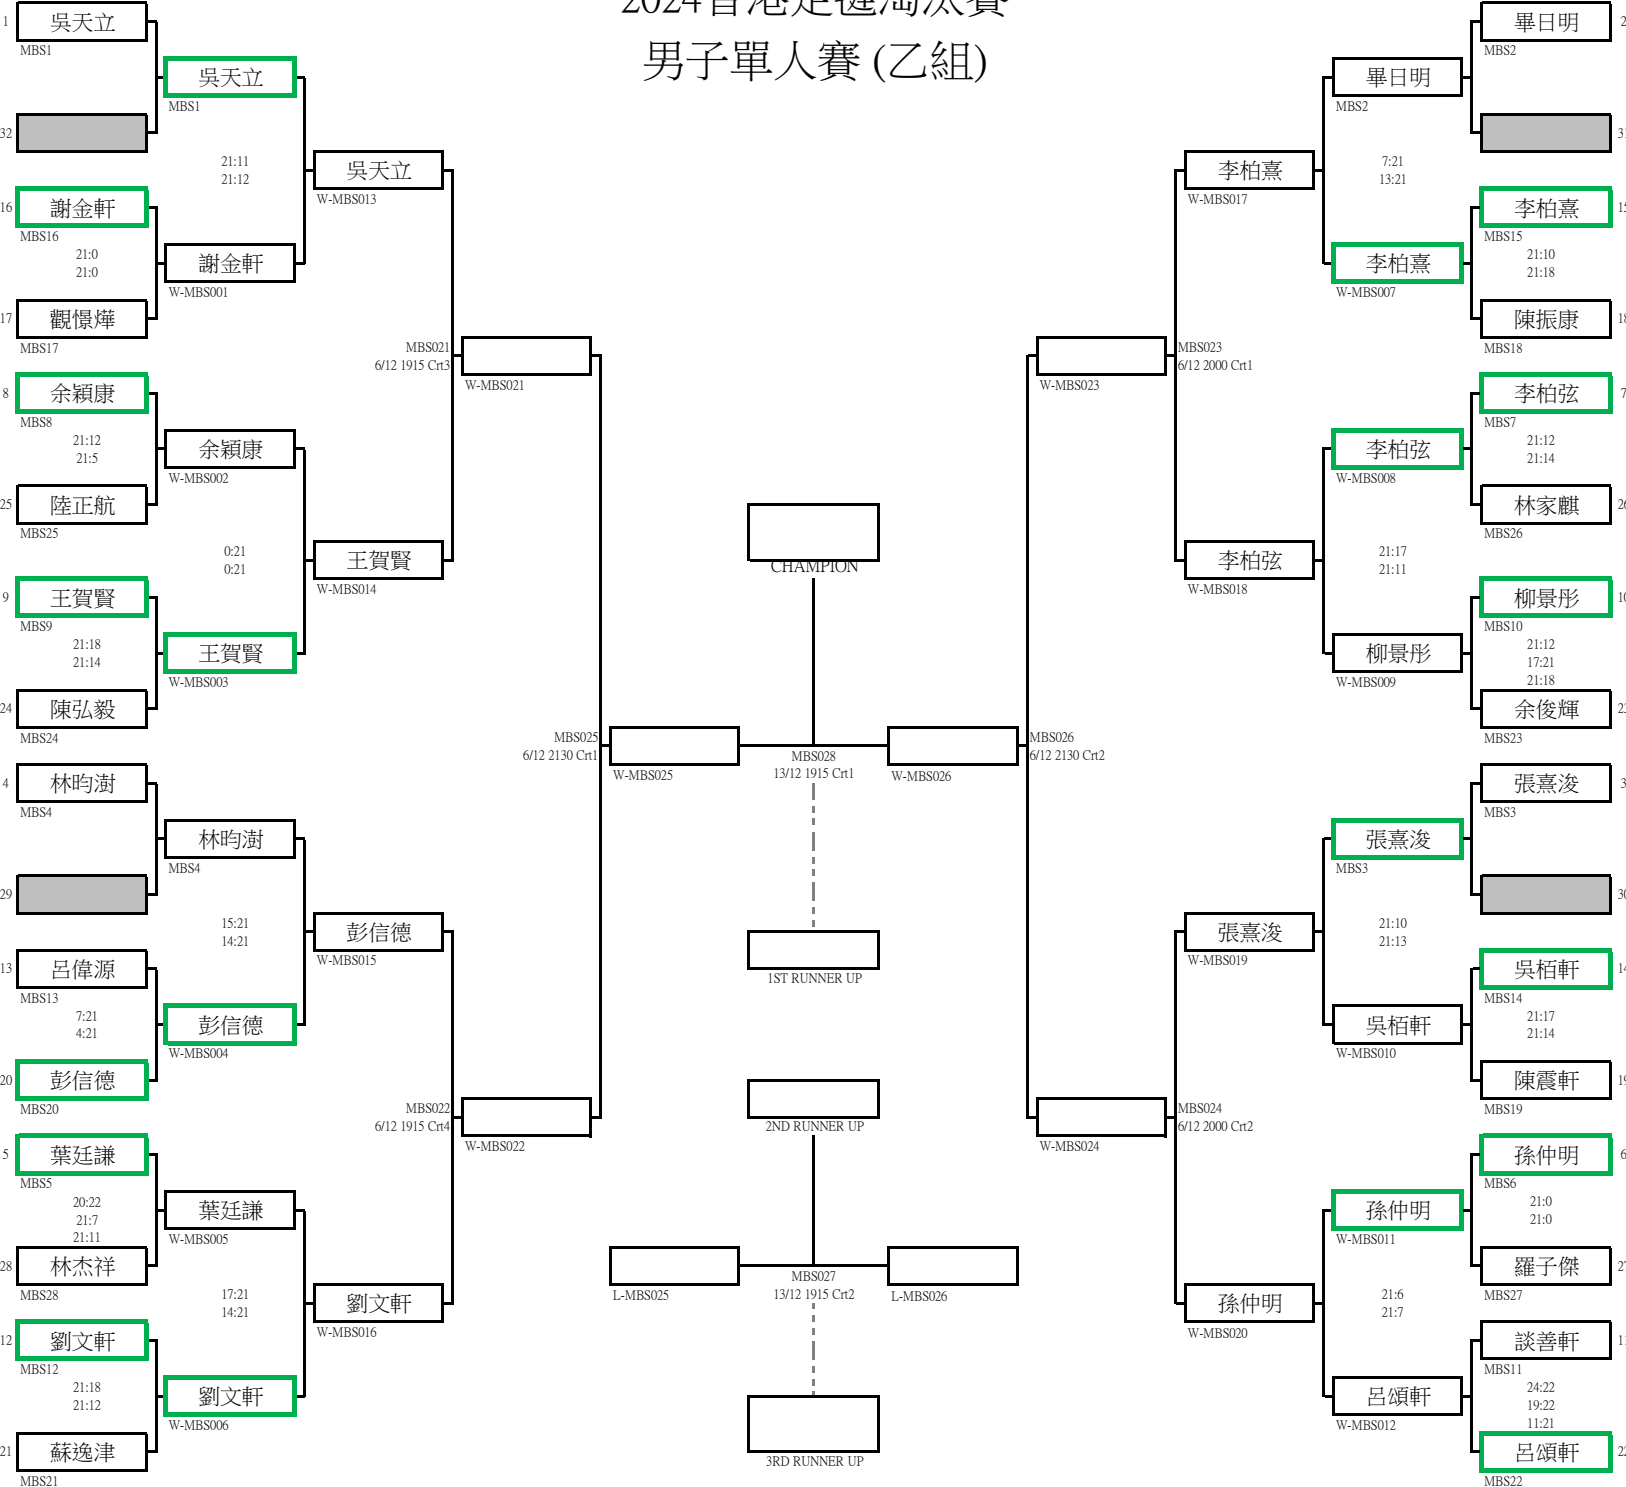 2024香港足毽淘汰賽
男子單人賽 (乙組)
1
吳天立
MBS1
32
吳天立
MBS1
21:11
21:12
16
謝金軒
MBS16
21:0
21:0
17
觀憬燁
MBS17
謝金軒
W-MBS001
吳天立
W-MBS013
8
余穎康
MBS8
21:12
21:5
25
陸正航
MBS25
余穎康
W-MBS002
0:21
0:21
9
王賀賢
MBS9
21:18
21:14
24
陳弘毅
MBS24
王賀賢
W-MBS003
王賀賢
W-MBS014
MBS021
6/12 1915 Crt3
W-MBS021
4
林昀澍
MBS4
29
林昀澍
MBS4
15:21
14:21
13
呂偉源
MBS13
7:21
4:21
20
彭信德
MBS20
彭信德
W-MBS004
彭信德
W-MBS015
5
葉廷謙
MBS5
20:22
21:7
21:11
28
林杰祥
MBS28
葉廷謙
W-MBS005
17:21
14:21
12
劉文軒
MBS12
21:18
21:12
21
蘇逸津
MBS21
劉文軒
W-MBS006
劉文軒
W-MBS016
MBS022
6/12 1915 Crt4
W-MBS022
MBS025
6/12 2130 Crt1
W-MBS025
CHAMPION
MBS028
13/12 1915 Crt1
1ST RUNNER UP
2ND RUNNER UP
L-MBS025
MBS027
13/12 1915 Crt2
L-MBS026
3RD RUNNER UP
MBS026
6/12 2130 Crt2
W-MBS026
畢日明
MBS2
畢日明
MBS2
7:21
13:21
李柏熹
MBS15
21:10
21:18
陳振康
MBS18
李柏熹
W-MBS007
李柏熹
W-MBS017
MBS023
6/12 2000 Crt1
W-MBS023
李柏弦
7
MBS7
21:12
21:14
林家麒
MBS26
李柏弦
W-MBS008
21:17
21:11
柳景彤
MBS10
21:12
17:21
21:18
余俊輝
MBS23
柳景彤
W-MBS009
李柏弦
W-MBS018
張熹浚
3
MBS3
張熹浚
MBS3
21:10
21:13
吳栢軒
MBS14
21:17
21:14
陳震軒
MBS19
吳栢軒
W-MBS010
張熹浚
W-MBS019
MBS024
6/12 2000 Crt2
W-MBS024
孫仲明
6
MBS6
21:0
21:0
羅子傑
MBS27
孫仲明
W-MBS011
21:6
21:7
談善軒
MBS11
24:22
19:22
11:21
呂頌軒
MBS22
呂頌軒
W-MBS012
孫仲明
W-MBS020